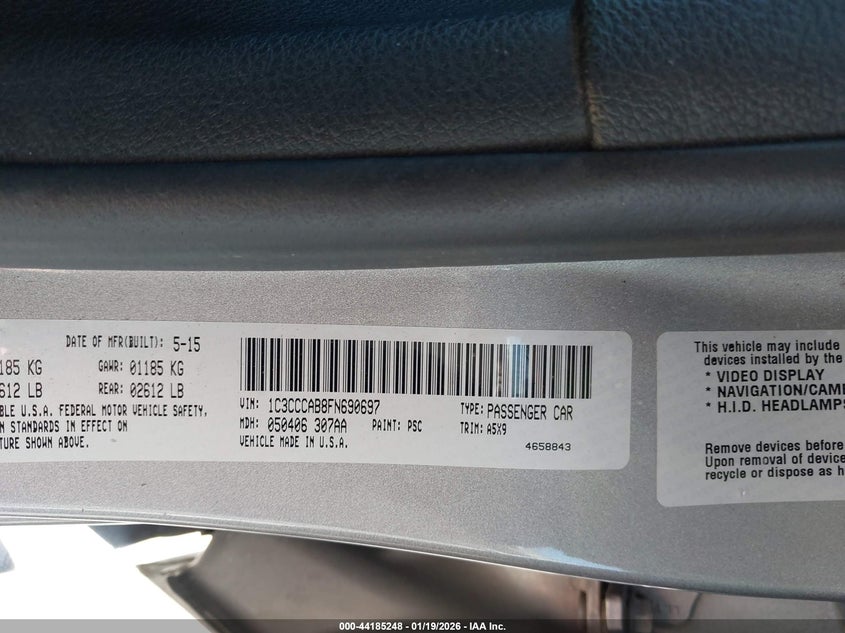 DATE OF MFR(BUILT): 5-15
185 KG GAWR: 01185 KG
612 LB REAR: 02612 LB
BLE U.S.A. FEDERAL MOTOR VEHICLE SAFETY,
N STANDARDS IN EFFECT ON
TURE SHOWN ABOVE.
VIN: 1C3CCCAB8FN690697 TYPE: PASSENGER CAR
MDH: 050406 307AA PAINT: PSC TRIM: A5X9
VEHICLE MADE IN U.S.A. 4658843
This vehicle may include
devices installed by the
* VIDEO DISPLAY
* NAVIGATION/CAME
* H.I.D. HEADLAMPS
Remove devices before
Upon removal of device
recycle or dispose as h
000-44185248 - 01/19/2026 - IAA Inc.